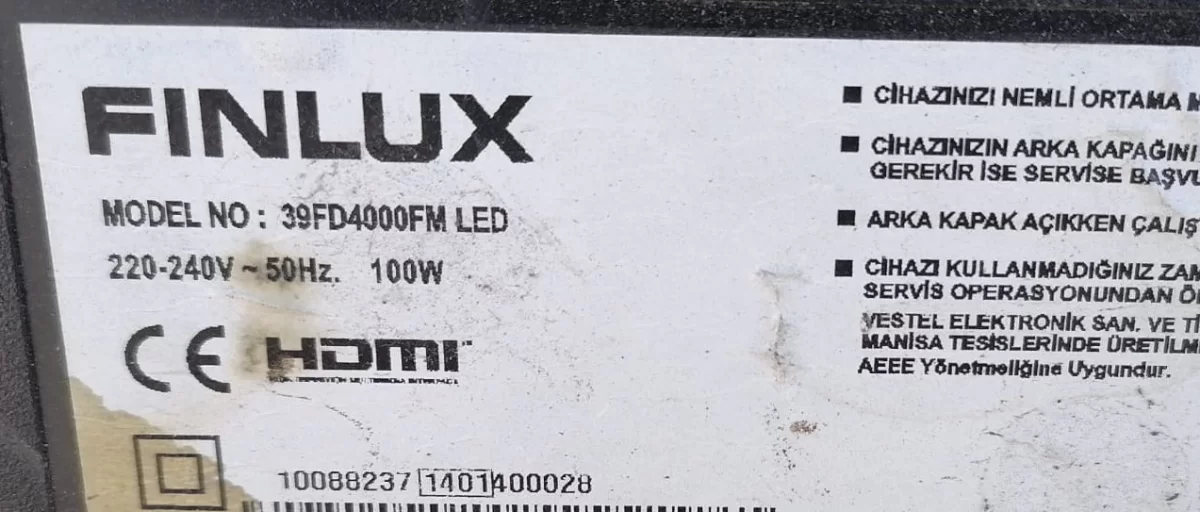 FINLUX
MODEL NO : 39FD4000FM LED
220-240V ~ 50Hz. 100W
CE HDMI
10088237 1401400028
■ CİHAZINIZI NEMLİ ORTAMA
■ CİHAZINIZIN ARKA KAPAĞINI
GEREKİR İSE SERVİSE
■ ARKA KAPAK AÇIKKEN
■ CİHAZI KULLANMADIĞINIZ
SERVİS OPERASYONUNDAN
VESTEL ELEKTRONİK SAN. VE
MANİSA TESİSLERİNDE
AEEE Yönetmeliğine Uygundur.